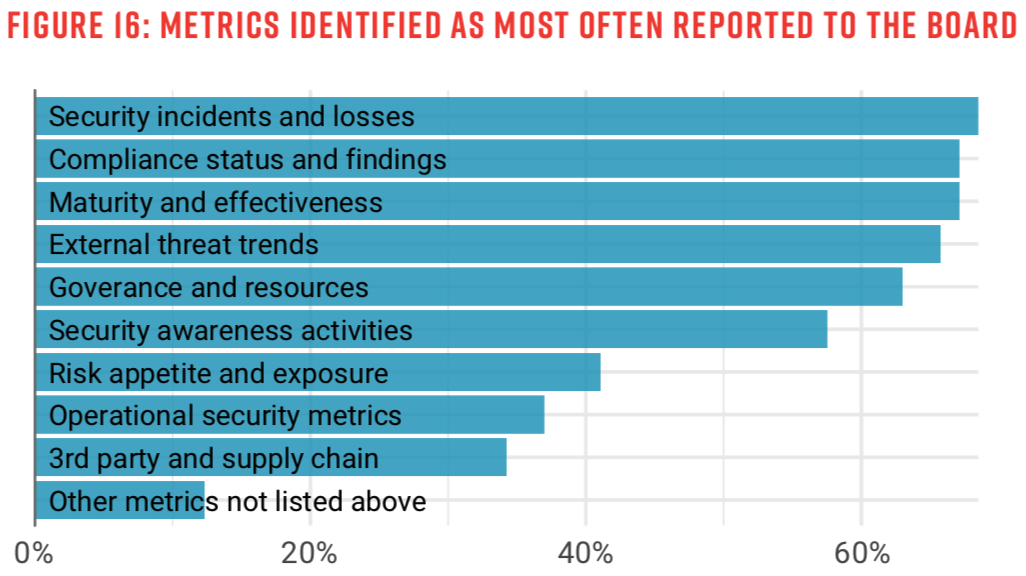 FIGURE 16: METRICS IDENTIFIED AS MOST OFTEN REPORTED TO THE BOARD
Security incidents and losses
Compliance status and findings
Maturity and effectiveness
External threat trends
Goverance and resources
Security awareness activities
Risk appetite and exposure
Operational security metrics
3rd party and supply chain
Other metrics not listed above
0% 20% 40% 60%